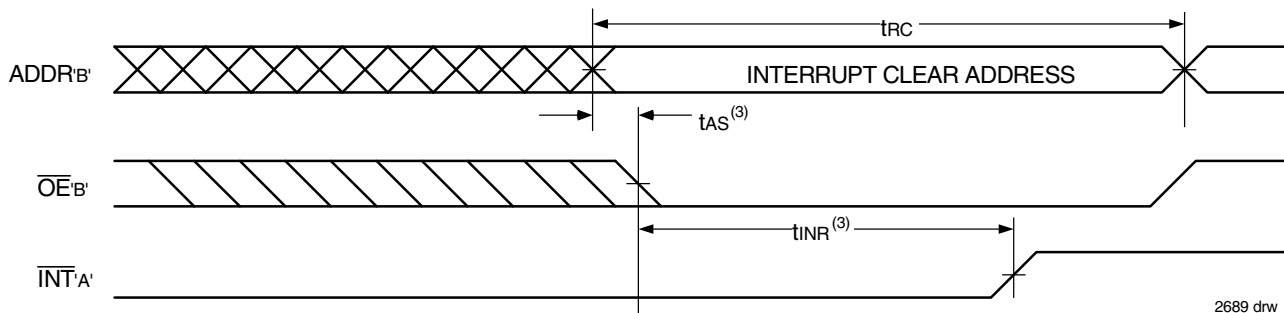 tRC
ADDR'B'
INTERRUPT CLEAR ADDRESS
tAS(3)
OE'B'
tINR(3)
INT'A'
2689 drw